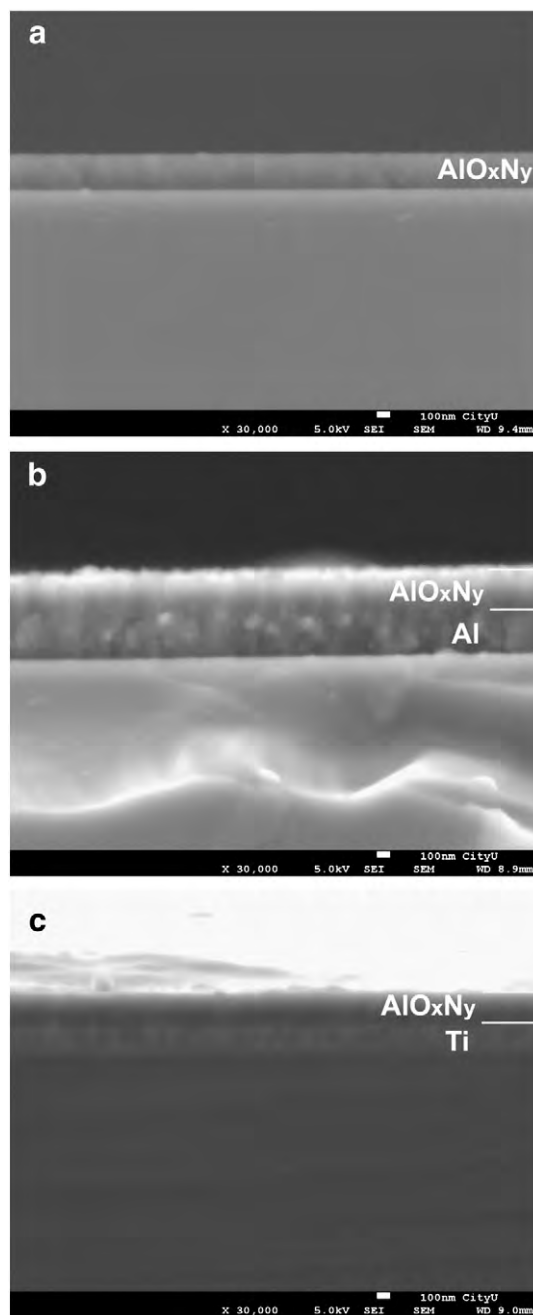 a
AlOxNy
100nm CityU
X 30,000 5.0kV SEI SEM WD 9.4mm
b
AlOxNy
Al
100nm CityU
X 30,000 5.0kV SEI SEM WD 8.9mm
c
AlOxNy
Ti
100nm CityU
X 30,000 5.0kV SEI SEM WD 9.0mm